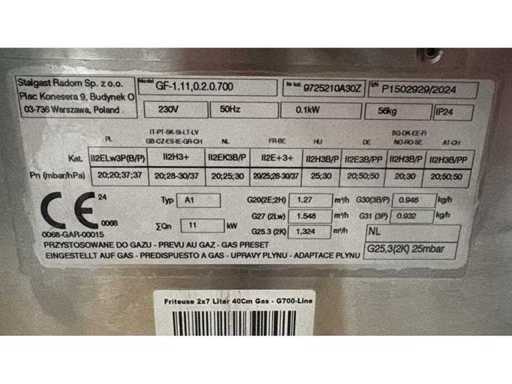 Stalgast Radom Sp. z o.o.
Plac Konesera 9, Budynek O
03-736 Warszawa, Poland
Model GF-1.11,0.2.0.700 Nr 9725210A30Z Typ P1502929/2024
230V 50Hz 0.1kW 56kg IP24
PL IT-PT-SK-SI-LT-LV GB-CZ-ES-IE-GR-CH NL FR-BE HU DE BG-DK-EE-FI NO-RO-SE AT-CH
Kat. II2ELw3P(B/P) II2H3+ II2EK3B/P II2E+3+ II2H3B/P II2E3B/PP II2H3B/P II2H3B/PP
Pn (mbar/hPa) 20;20;37;37 20;28-30/37 20;25;30 20/25;28-30/37 25;30 20;50;50 20;30 20;50;50
CE 24 0068
0068-GAR-00015
Typ A1 G20(2E;2H) 1.27 m³/h G30(3B/P) 0.946 kg/h
ΣQn 11 kW G27 (2Lw) 1.548 m³/h G31 (3P) 0.932 kg/h
G25.3 (2K) 1,324 m³/h NL
G25,3(2K) 25mbar
PRZYSTOSOWANE DO GAZU - PREVU AU GAZ - GAS PRESET
EINGESTELLT AUF GAS - PREDISPUESTO A GAS - UPRAVY PLYNU - ADAPTACE PLYNU
Friteuse 2x7 Liter 40Cm Gas - G700-Line